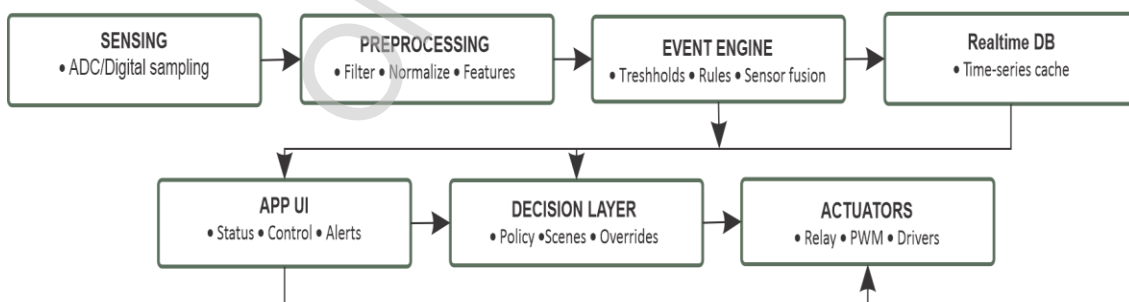 SENSING
• ADC/Digital sampling
PREPROCESSING
• Filter • Normalize • Features
EVENT ENGINE
• Treshholds • Rules • Sensor fusion
Realtime DB
• Time-series cache
APP UI
• Status • Control • Alerts
DECISION LAYER
• Policy •Scenes • Overrides
ACTUATORS
• Relay • PWM • Drivers